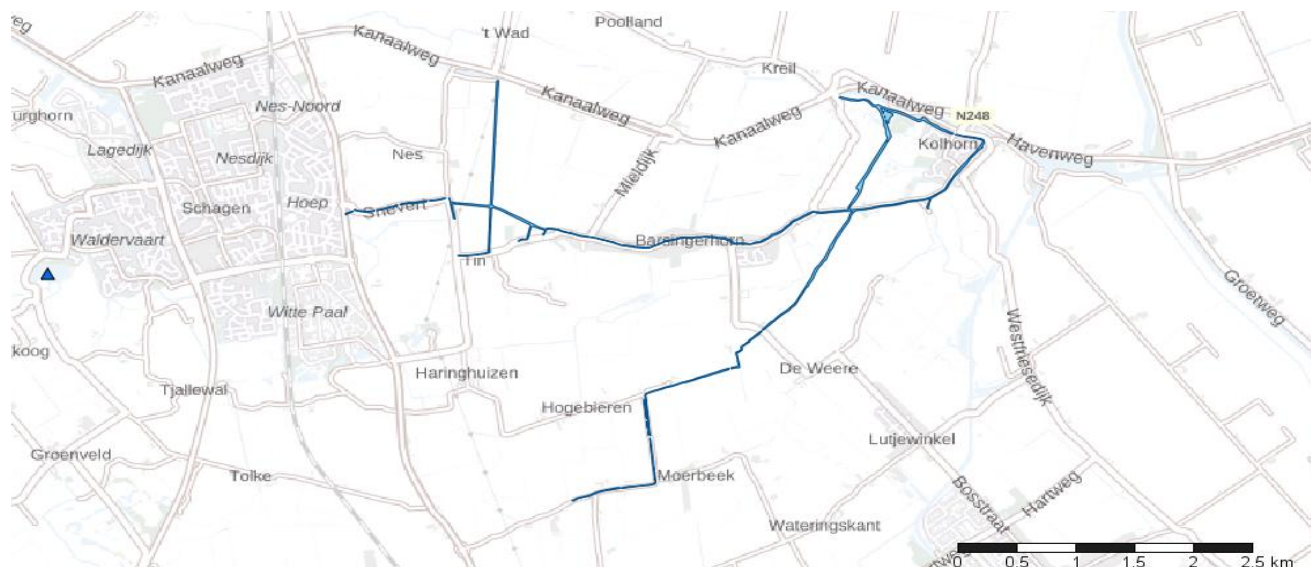 eg
't Wad
Poolland
Kanaalweg
Kanaalweg
Kreil
Nes-Noord
Kanaalweg
Kanaalweg
Kanaalweg
N248
urghorn
Lagedijk
Nesdijk
Nes
Mieldijk
Kolhorn
Havenweg
Schagen
Hoep
Snevert
Waldervaart
Barsingerhorn
Tin
Groetweg
Witte Paal
Westfriesedijk
koog
Tjallewal
Haringhuizen
De Weere
Hogebieren
Lutjewinkel
Groenveld
Tolke
Moerbeek
Bosstraat
Hartweg
Wateringskant
0 0.5 1 1.5 2 2.5 km